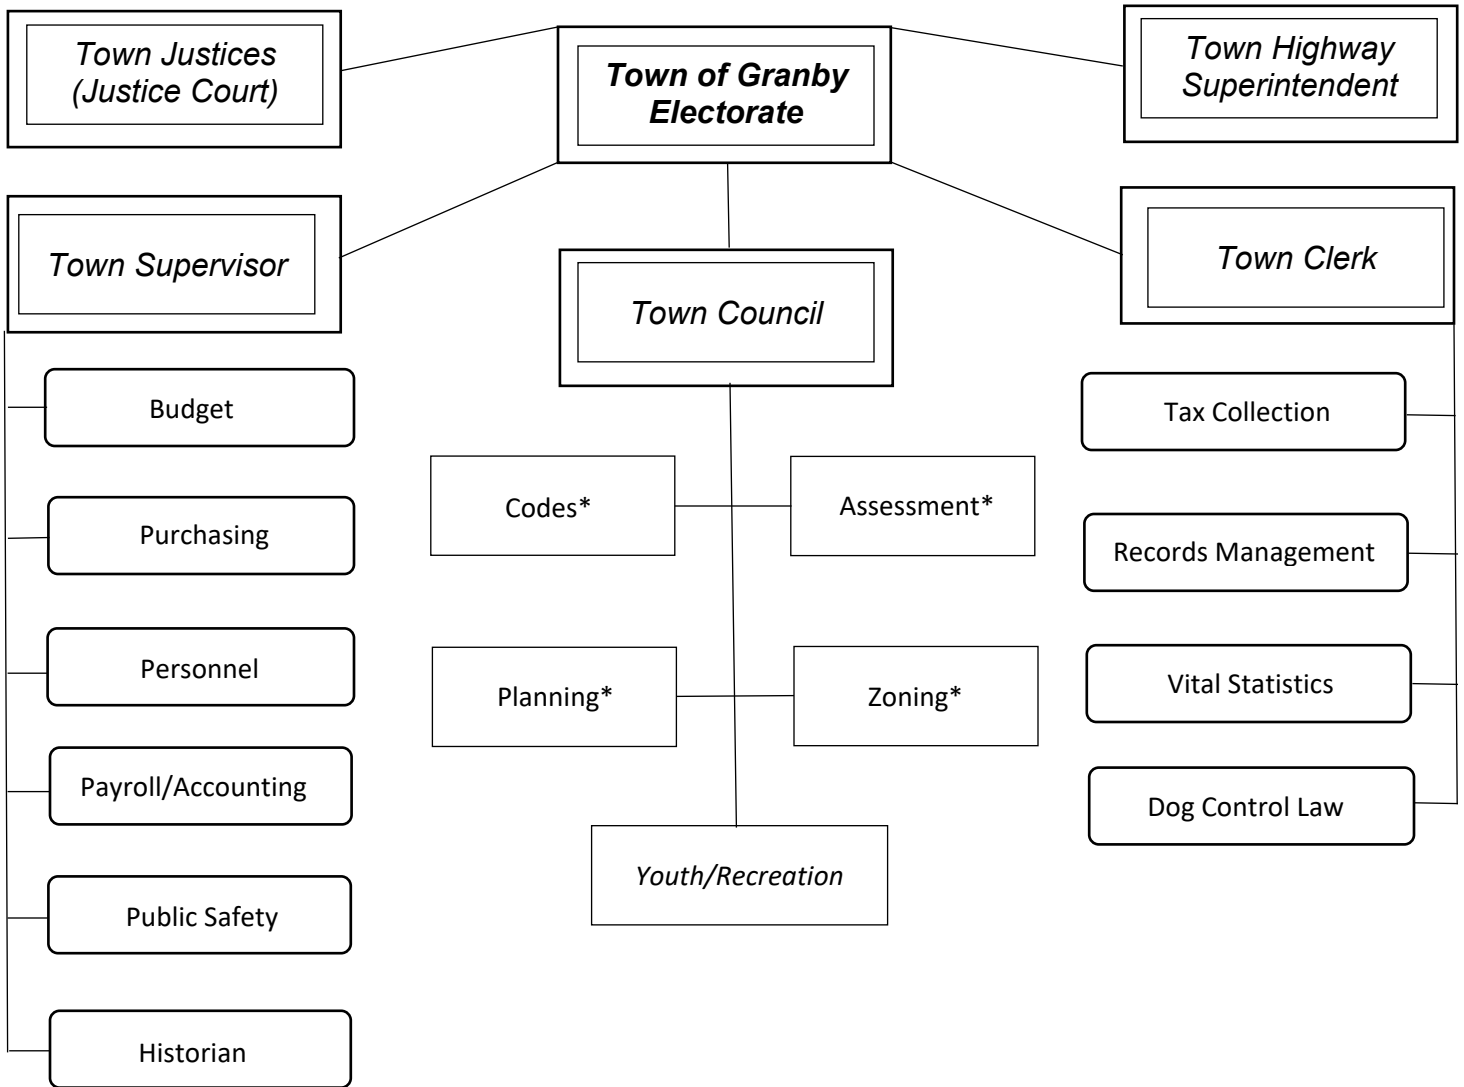 Town Justices
(Justice Court)
Town of Granby
Electorate
Town Highway
Superintendent
Town Supervisor
Town Council
Town Clerk
Budget
Purchasing
Personnel
Payroll/Accounting
Public Safety
Historian
Codes*
Assessment*
Planning*
Zoning*
Youth/Recreation
Tax Collection
Records Management
Vital Statistics
Dog Control Law